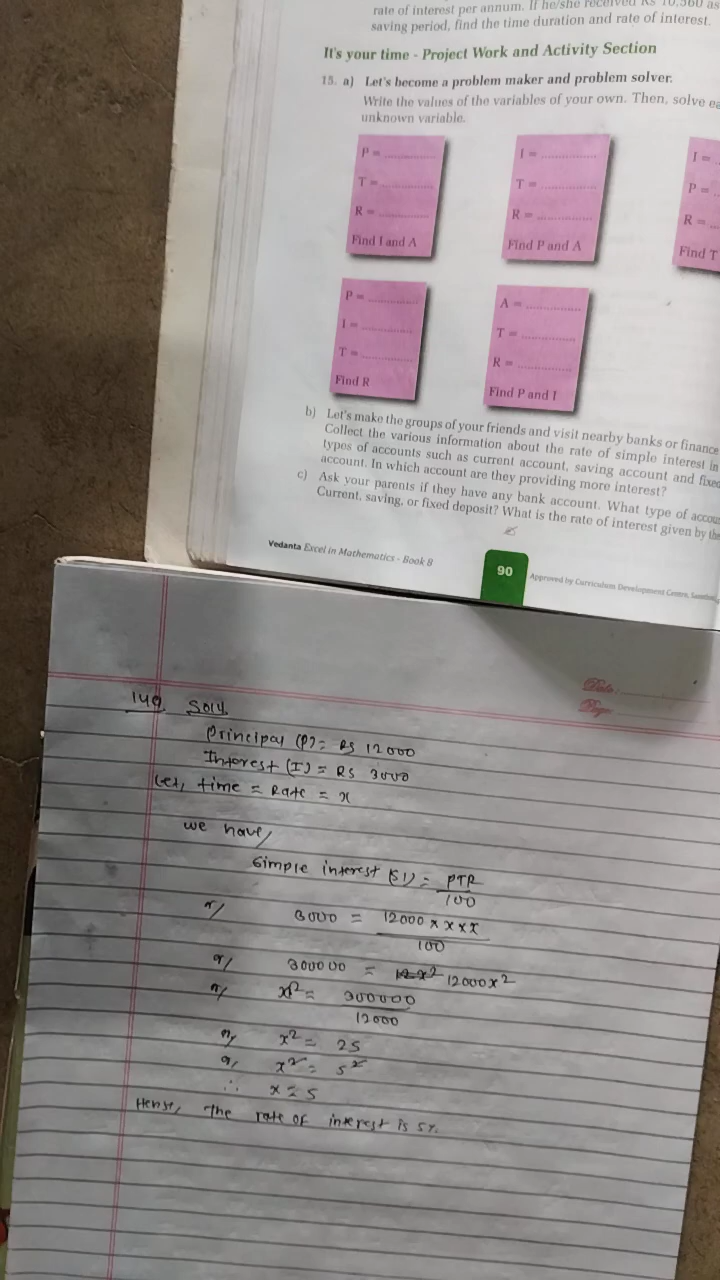 rate of interest per annum. If he/she received Rs 10,560 as
saving period, find the time duration and rate of interest.
It's your time - Project Work and Activity Section
15. a) Let's become a problem maker and problem solver.
Write the values of the variables of your own. Then, solve ea
unknown variable.
P = ...............
T = ...............
R = ...............
Find I and A
I = ...............
T = ...............
R = ...............
Find P and A
I = ..
P = ..
R = ...
Find T
P = ...............
I = ...............
T = ...............
Find R
A = ...............
T = ...............
R = ...............
Find P and I
b) Let's make the groups of your friends and visit nearby banks or finance
Collect the various information about the rate of simple interest in
types of accounts such as current account, saving account and fixed
account. In which account are they providing more interest?
c) Ask your parents if they have any bank account. What type of accou
Current, saving, or fixed deposit? What is the rate of interest given by the
Vedanta Excel in Mathematics - Book 8
90
Approved by Curriculum Development Centre,
Date:
Page:
14a Soln
Principal (P) = Rs 12000
Interest (I) = Rs 3000
Let, time = Rate = x
we have,
Simple interest (SI) = PTR
100
or, 3000 = 12000 × x × x
100
or, 300000 = 12000x²
or, x² = 300000
12000
or, x² = 25
or, x² = 5²
∴ x = 5
Hense, The rate of interest is 5%.